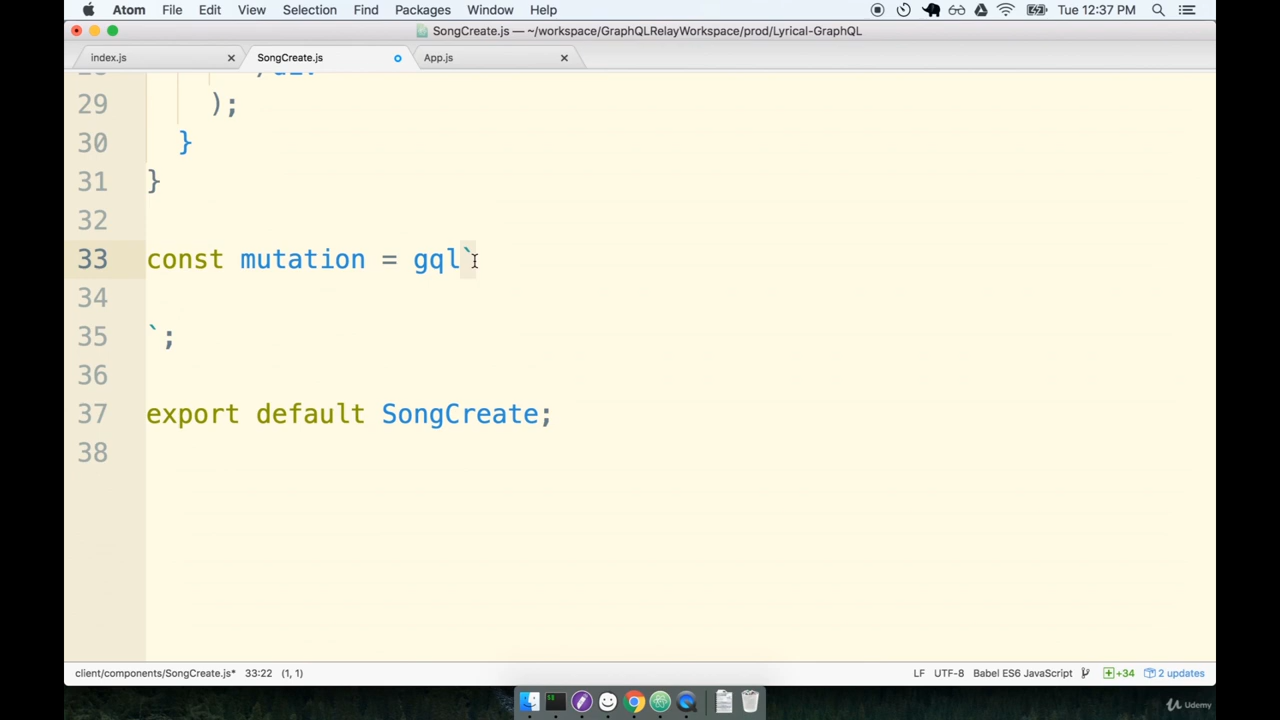 Atom File Edit View Selection Find Packages Window Help Tue 12:37 PM
SongCreate.js — ~/workspace/GraphQLRelayWorkspace/prod/Lyrical-GraphQL
index.js SongCreate.js App.js
29 );
30 }
31 }
32
33 const mutation = gql`
34
35 `;
36
37 export default SongCreate;
38
client/components/SongCreate.js* 33:22 (1, 1) LF UTF-8 Babel ES6 JavaScript +34 2 updates
Udemy